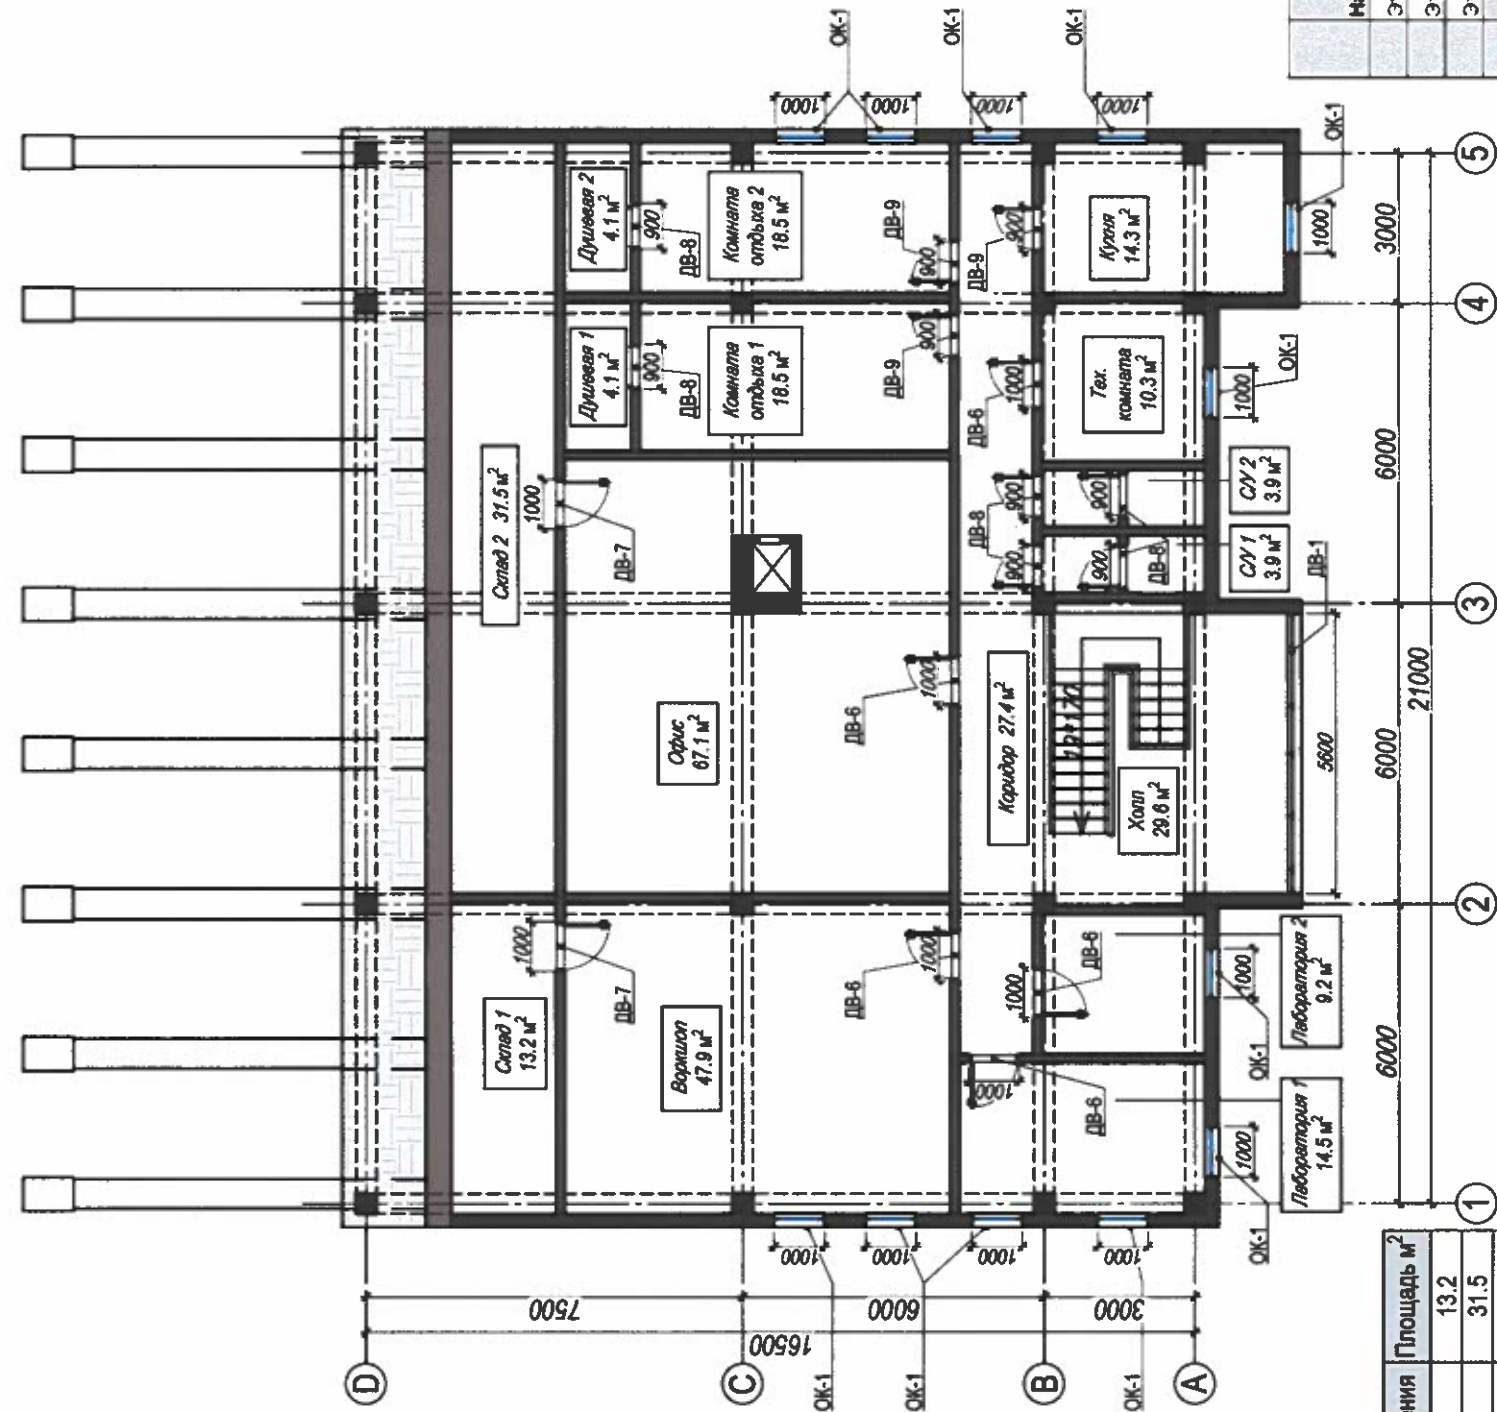 ОК-1
ОК-1
ОК-1
На
Э
Э
Э
1000
1000
1000
1000
ОК-1
Душевая 2
4.1 м²
900
ДВ-8
Комната
отдыха 2
18.5 м²
ДВ-9
900
ДВ-9
900
Кухня
14.3 м²
1000
3000
5
4
Душевая 1
4.1 м²
900
ДВ-8
Комната
отдыха 1
18.5 м²
ДВ-9
900
ДВ-6
1000
Тех.
комната
10.3 м²
1000
ОК-1
6000
Склад 2 31.5 м²
1000
ДВ-7
ДВ-8
900
900
900
900
ДВ-8
С/У 2
3.9 м²
С/У 1
3.9 м²
ДВ-1
3
Офис
67.1 м²
ДВ-6
1000
Коридор 27.4 м²
19*170
Холл
29.6 м²
5600
6000
21000
2
Склад 1
13.2 м²
1000
ДВ-7
Воркшоп
47.9 м²
ДВ-6
1000
1000
ДВ-6
1000
ДВ-6
Лаборатория 2
9.2 м²
1000
ОК-1
Лаборатория 1
14.5 м²
1000
ОК-1
6000
1
1000
1000
1000
1000
7500
6000
3000
16500
ОК-1
ОК-1
ОК-1
D
C
B
A
ения
Площадь м²
13.2
31.5